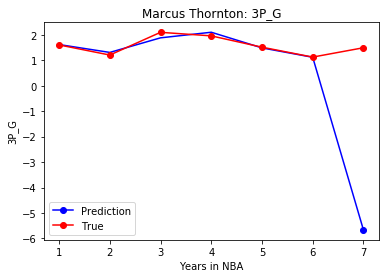 Marcus Thornton: 3P_G
2
1
0
−1
−2
−3
−4
−5
−6
3P_G
Prediction
True
1 2 3 4 5 6 7
Years in NBA